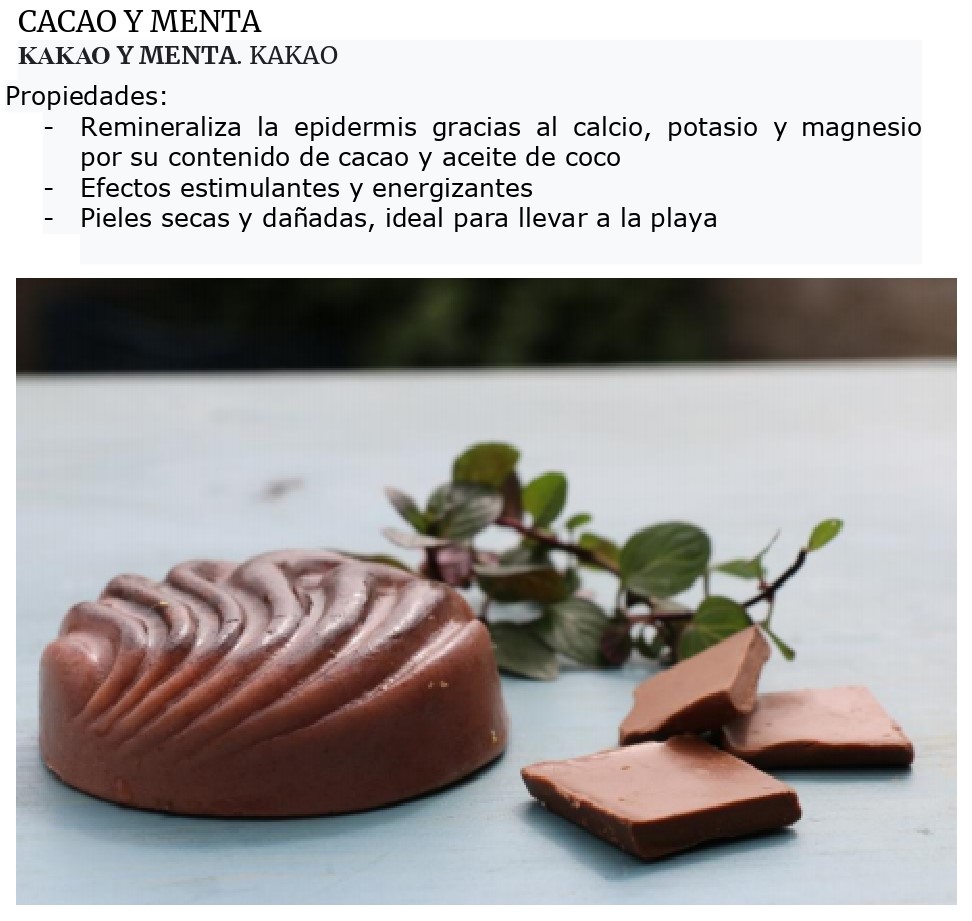 CACAO Y MENTA
KAKAO Y MENTA. KAKAO
Propiedades:
- Remineraliza la epidermis gracias al calcio, potasio y magnesio
por su contenido de cacao y aceite de coco
- Efectos estimulantes y energizantes
- Pieles secas y dañadas, ideal para llevar a la playa